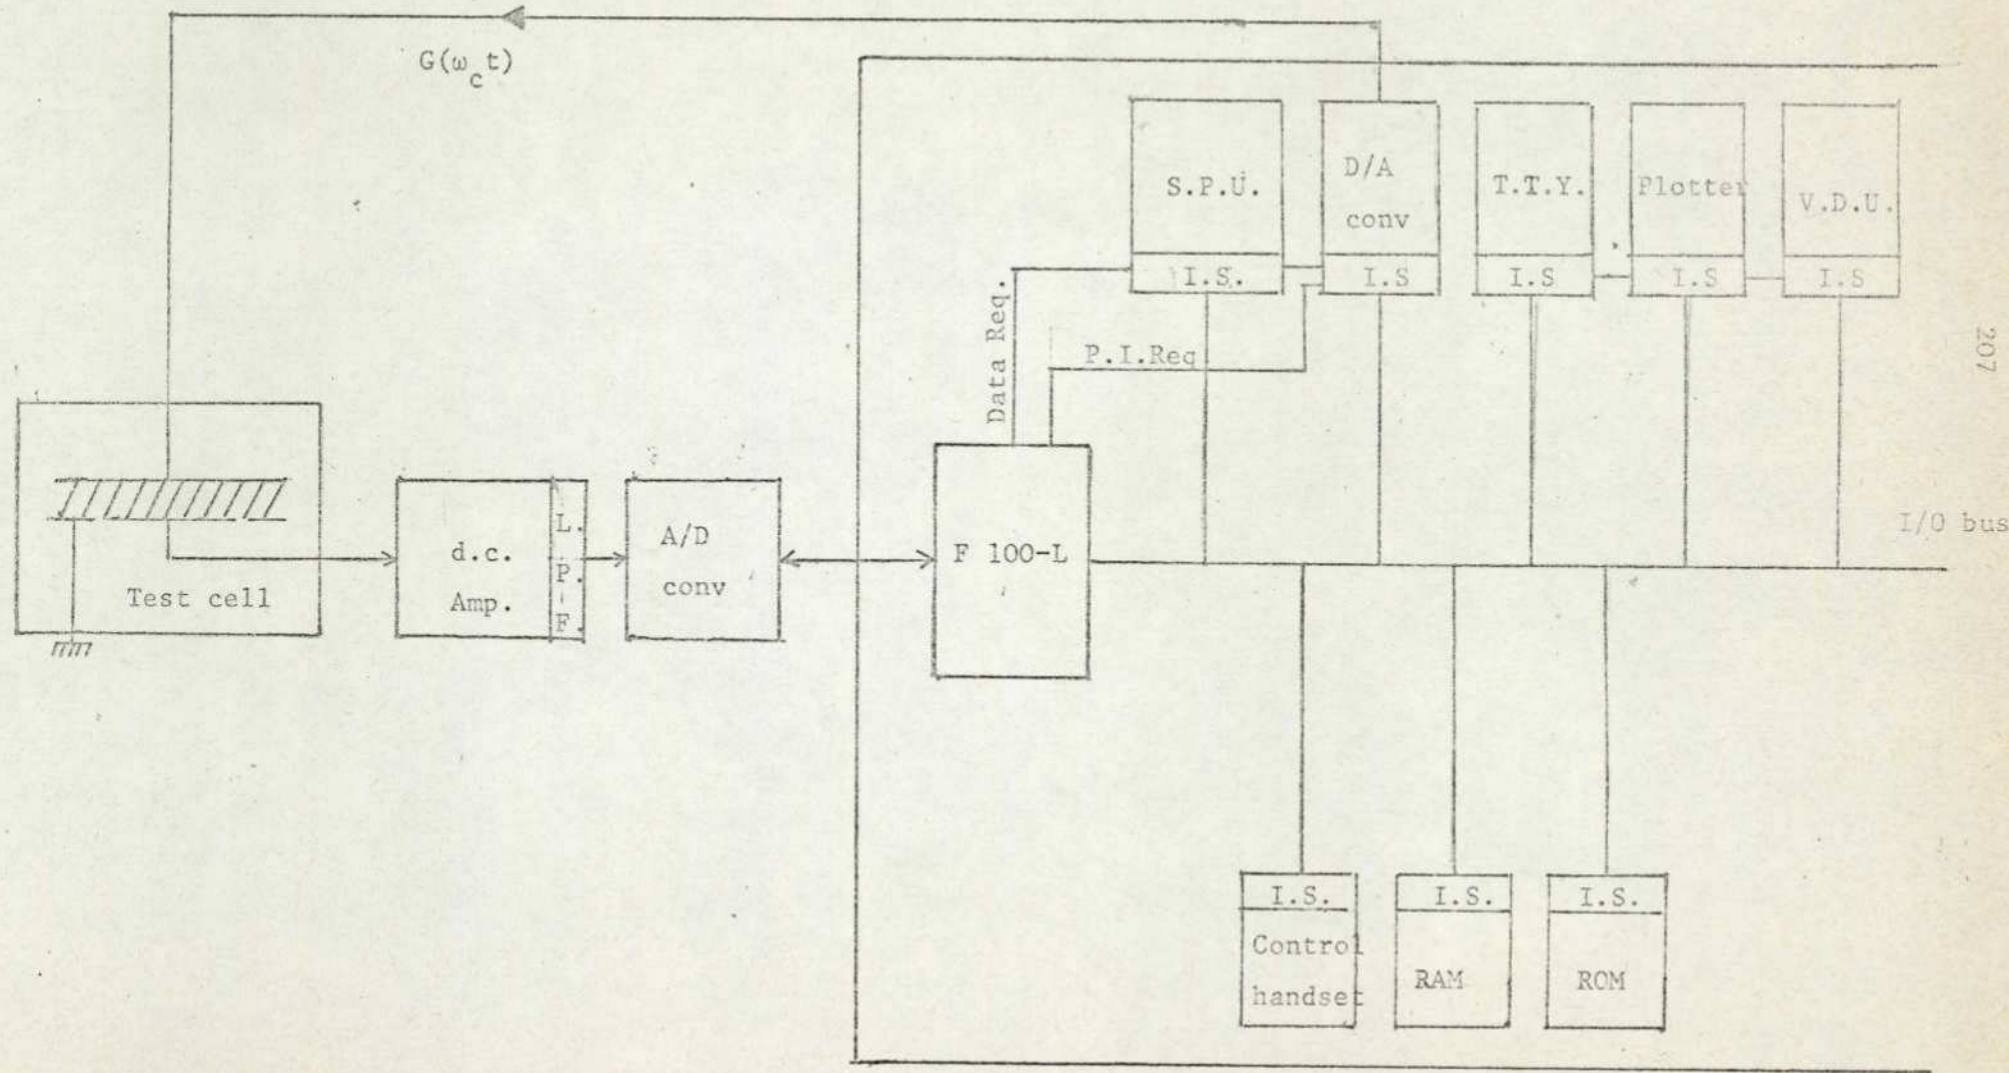 G(ω_c t)
S.P.U.
I.S.
D/A
conv
I.S
T.T.Y.
I.S
Plotter
I.S
V.D.U.
I.S
Data Req.
P.I.Req
207
Test cell
d.c.
Amp.
L.
P.
F.
A/D
conv
F 100-L
I/O bus
I.S.
Control
handset
I.S.
RAM
I.S.
ROM